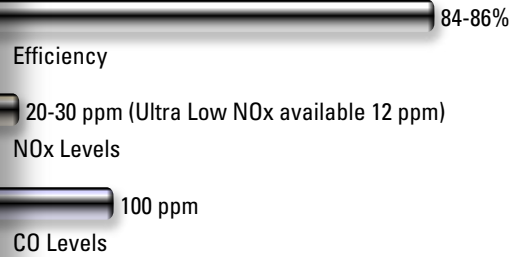 84-86%
Efficiency
20-30 ppm (Ultra Low NOx available 12 ppm)
NOx Levels
100 ppm
CO Levels